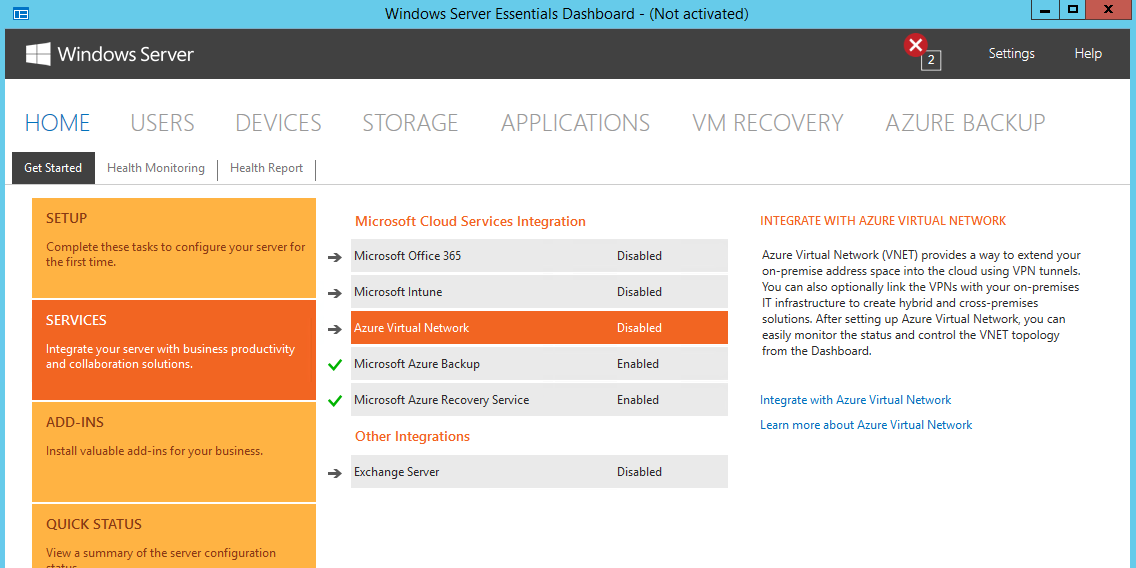 Windows Server Essentials Dashboard - (Not activated)
Windows Server
2
Settings
Help
HOME
USERS
DEVICES
STORAGE
APPLICATIONS
VM RECOVERY
AZURE BACKUP
Get Started
Health Monitoring
Health Report
SETUP
Complete these tasks to configure your server for
the first time.
SERVICES
Integrate your server with business productivity
and collaboration solutions.
ADD-INS
Install valuable add-ins for your business.
QUICK STATUS
View a summary of the server configuration
status.
Microsoft Cloud Services Integration
Microsoft Office 365 Disabled
Microsoft Intune Disabled
Azure Virtual Network Disabled
Microsoft Azure Backup Enabled
Microsoft Azure Recovery Service Enabled
Other Integrations
Exchange Server Disabled
INTEGRATE WITH AZURE VIRTUAL NETWORK
Azure Virtual Network (VNET) provides a way to extend your
on-premise address space into the cloud using VPN tunnels.
You can also optionally link the VPNs with your on-premises
IT infrastructure to create hybrid and cross-premises
solutions. After setting up Azure Virtual Network, you can
easily monitor the status and control the VNET topology
from the Dashboard.
Integrate with Azure Virtual Network
Learn more about Azure Virtual Network